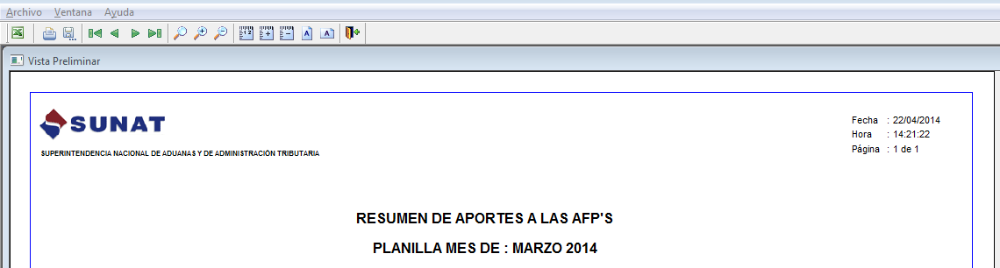 Archivo Ventana Ayuda
Vista Preliminar
SUNAT
Fecha : 22/04/2014
Hora : 14:21:22
Página : 1 de 1
SUPERINTENDENCIA NACIONAL DE ADUANAS Y DE ADMINISTRACIÓN TRIBUTARIA
RESUMEN DE APORTES A LAS AFP'S
PLANILLA MES DE : MARZO 2014